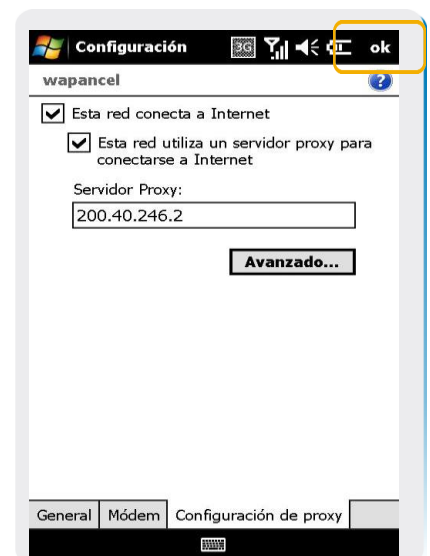 Configuración 3G ok
wapancel
Esta red conecta a Internet
Esta red utiliza un servidor proxy para
conectarse a Internet
Servidor Proxy:
200.40.246.2
Avanzado...
General Módem Configuración de proxy